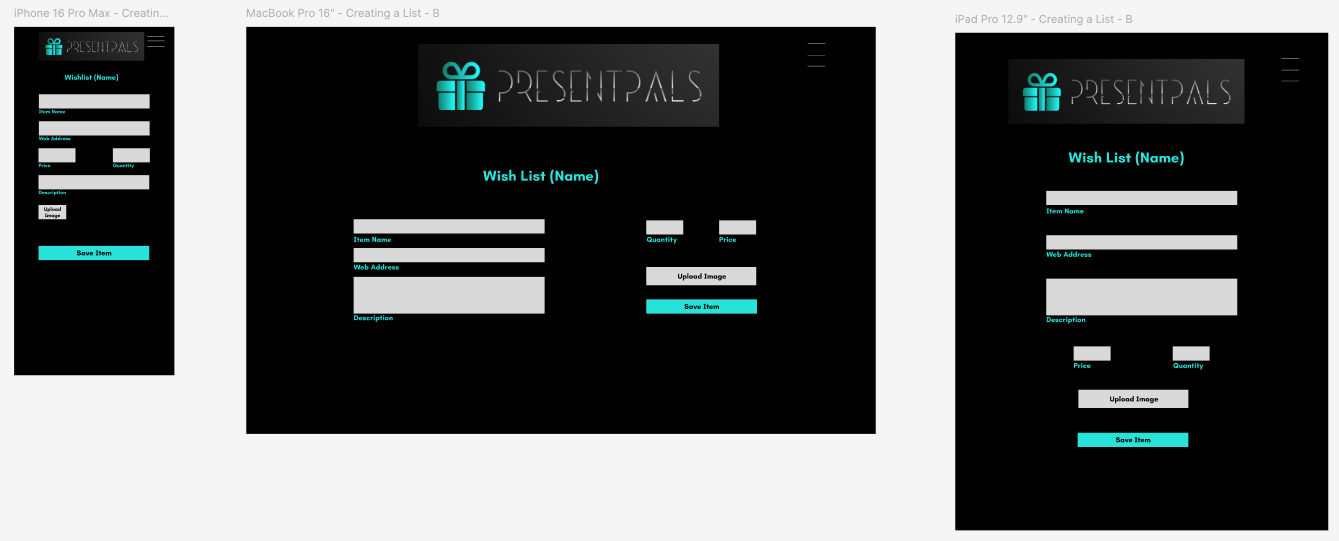 iPhone 16 Pro Max - Creatin...
PRESENTPALS
Wishlist (Name)
Item Name
Web Address
Price
Quantity
Description
Upload
Image
Save Item
MacBook Pro 16" - Creating a List - B
PRESENTPALS
Wish List (Name)
Item Name
Web Address
Description
Quantity
Price
Upload Image
Save Item
iPad Pro 12.9" - Creating a List - B
PRESENTPALS
Wish List (Name)
Item Name
Web Address
Description
Price
Quantity
Upload Image
Save Item